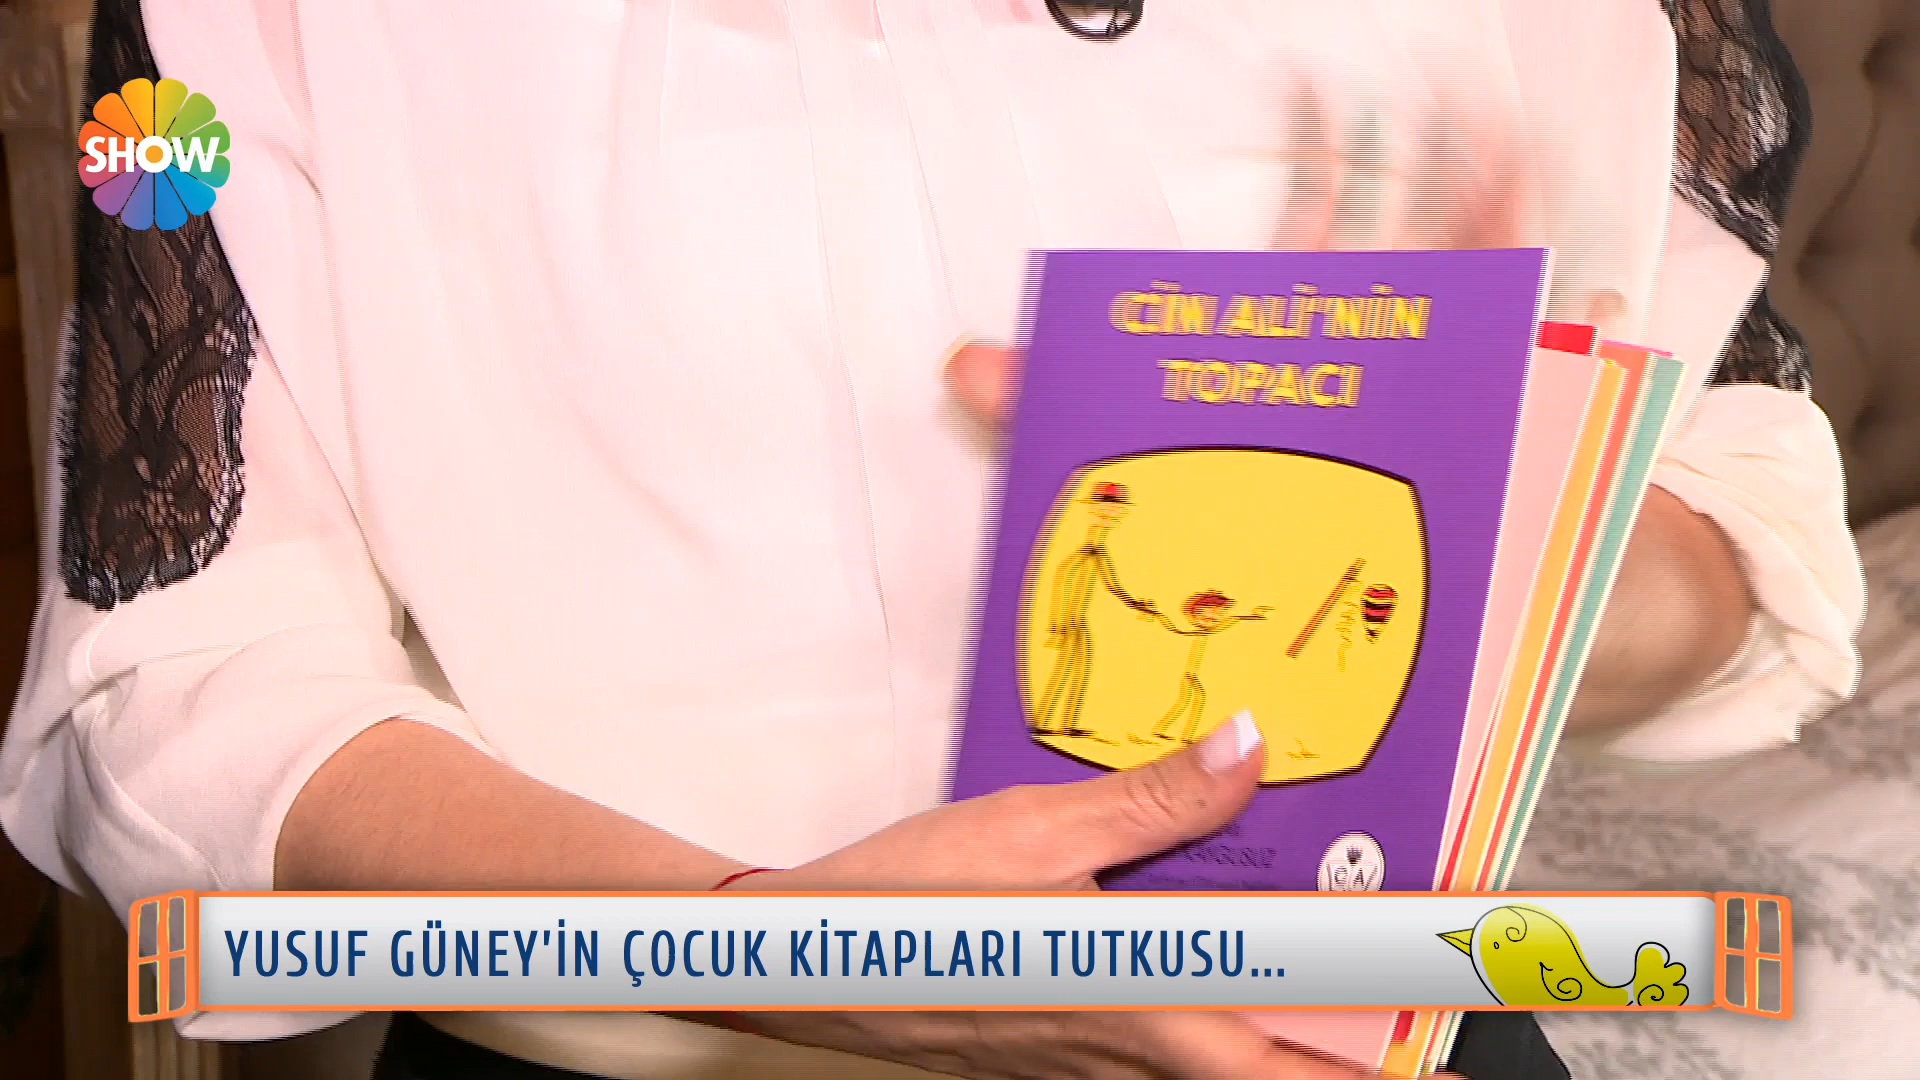 SHOW
CİN ALİ'NİN
TOPACI
YUSUF GÜNEY'İN ÇOCUK KİTAPLARI TUTKUSU...